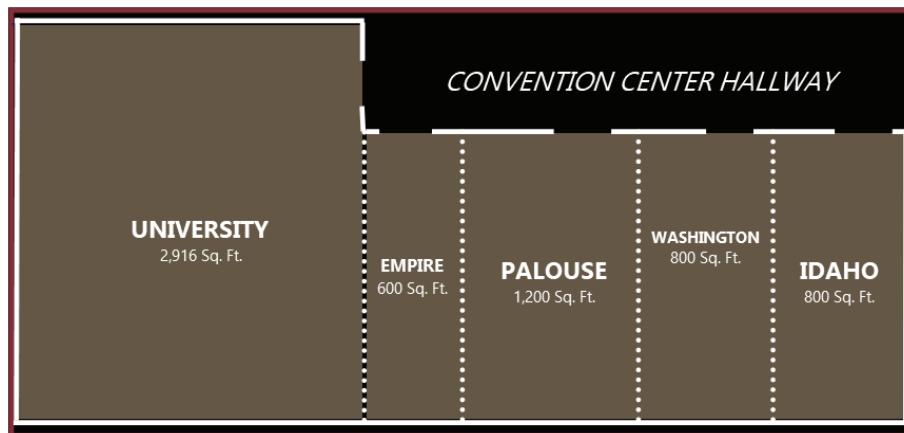 CONVENTION CENTER HALLWAY
UNIVERSITY
2,916 Sq. Ft.
EMPIRE
600 Sq. Ft.
PALOUSE
1,200 Sq. Ft.
WASHINGTON
800 Sq. Ft.
IDAHO
800 Sq. Ft.